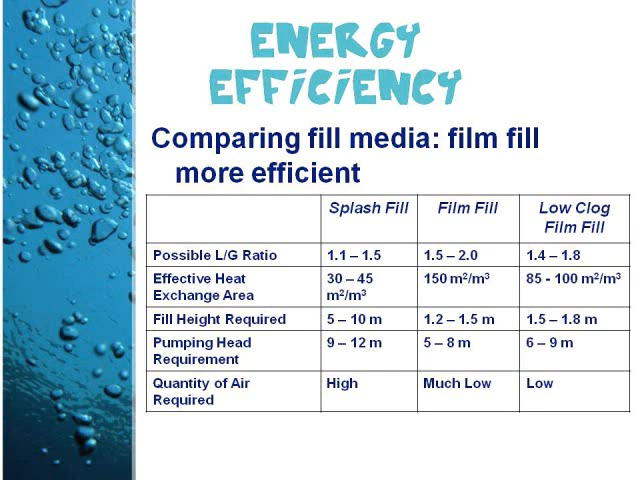 ENERGY
EFFICIENCY
Comparing fill media: film fill
more efficient
Splash Fill Film Fill Low Clog
Film Fill
Possible L/G Ratio 1.1 – 1.5 1.5 – 2.0 1.4 – 1.8
Effective Heat 30 – 45 150 m²/m³ 85 - 100 m²/m³
Exchange Area m²/m³
Fill Height Required 5 – 10 m 1.2 – 1.5 m 1.5 – 1.8 m
Pumping Head 9 – 12 m 5 – 8 m 6 – 9 m
Requirement
Quantity of Air High Much Low Low
Required